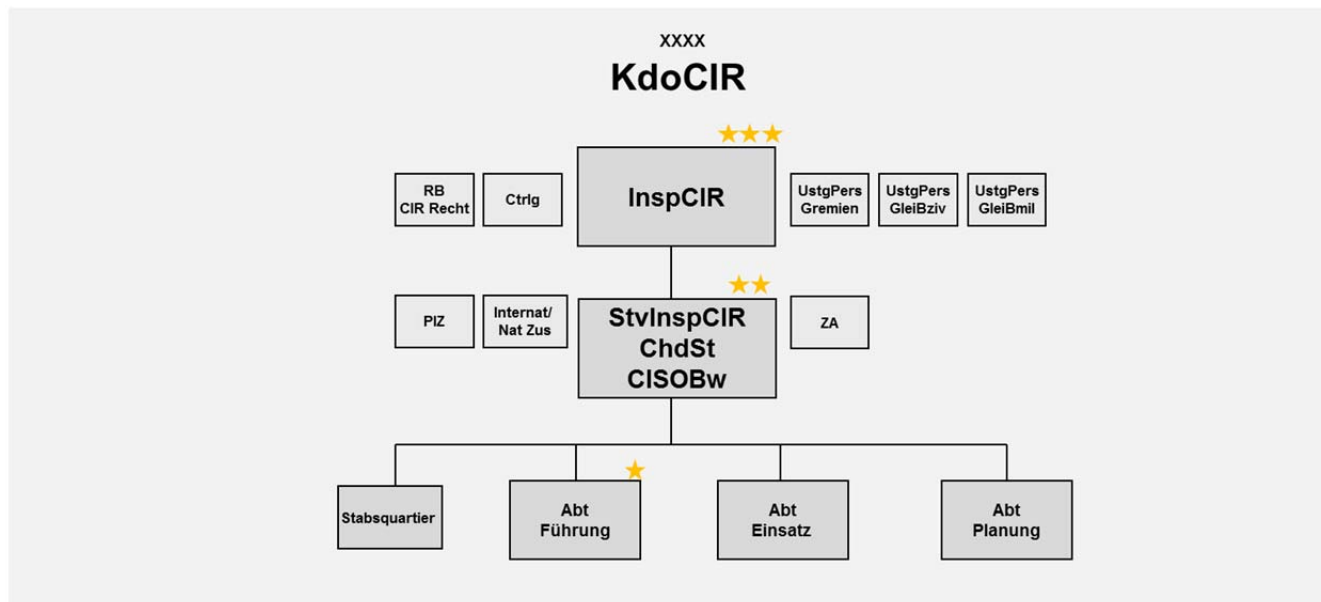 XXXX
KdoCIR
InspCIR
RB
CIR Recht
Ctrlg
UstgPers
Gremien
UstgPers
GleiBziv
UstgPers
GleiBmil
StvInspCIR
ChdSt
CISOBw
PIZ
Internat/
Nat Zus
ZA
Stabsquartier
Abt
Führung
Abt
Einsatz
Abt
Planung